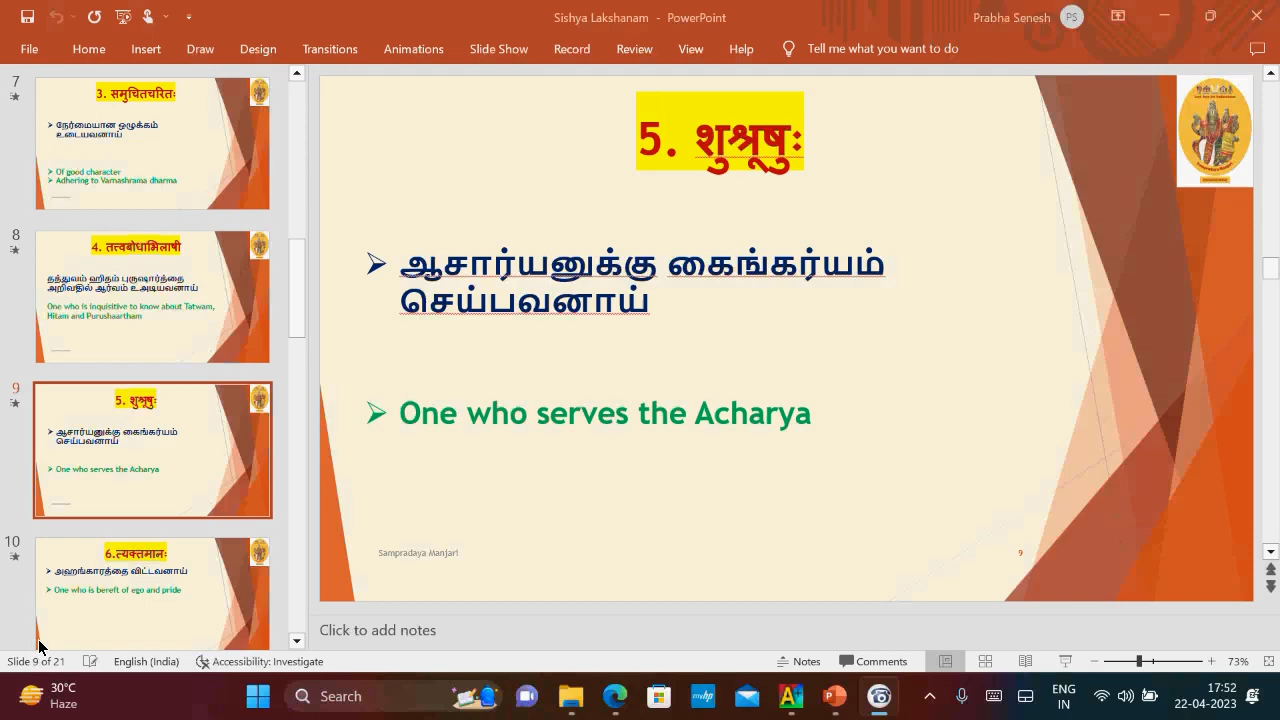 Sishya Lakshanam - PowerPoint
Prabha Senesh
PS
File Home Insert Draw Design Transitions Animations Slide Show Record Review View Help Tell me what you want to do
7
3. समुचितचरितः
➢ நேர்மையான ஒழுக்கம்
உடையவனாய்
➢ Of good character
➢ Adhering to Varnashrama dharma
8
4. तत्त्वबोधाभिलाषी
தத்துவம் ஹிதம் புருஷார்த்தை
அறிவதில் ஆர்வம் உஅடியவனாய்
One who is inquisitive to know about Tatwam,
Hitam and Purushaartham
9
5. शुश्रूषुः
➢ ஆசார்யனுக்கு கைங்கர்யம்
செய்பவனாய்
➢ One who serves the Acharya
10
6.त्यक्तमानः
➢ அஹங்காரத்தை விட்டவனாய்
➢ One who is bereft of ego and pride
5. शुश्रूषुः
➢ ஆசார்யனுக்கு கைங்கர்யம்
செய்பவனாய்
➢ One who serves the Acharya
Sampradaya Manjari
9
Click to add notes
Slide 9 of 21 English (India) Accessibility: Investigate Notes Comments 73%
30°C
Haze
Search
ENG
IN
17:52
22-04-2023